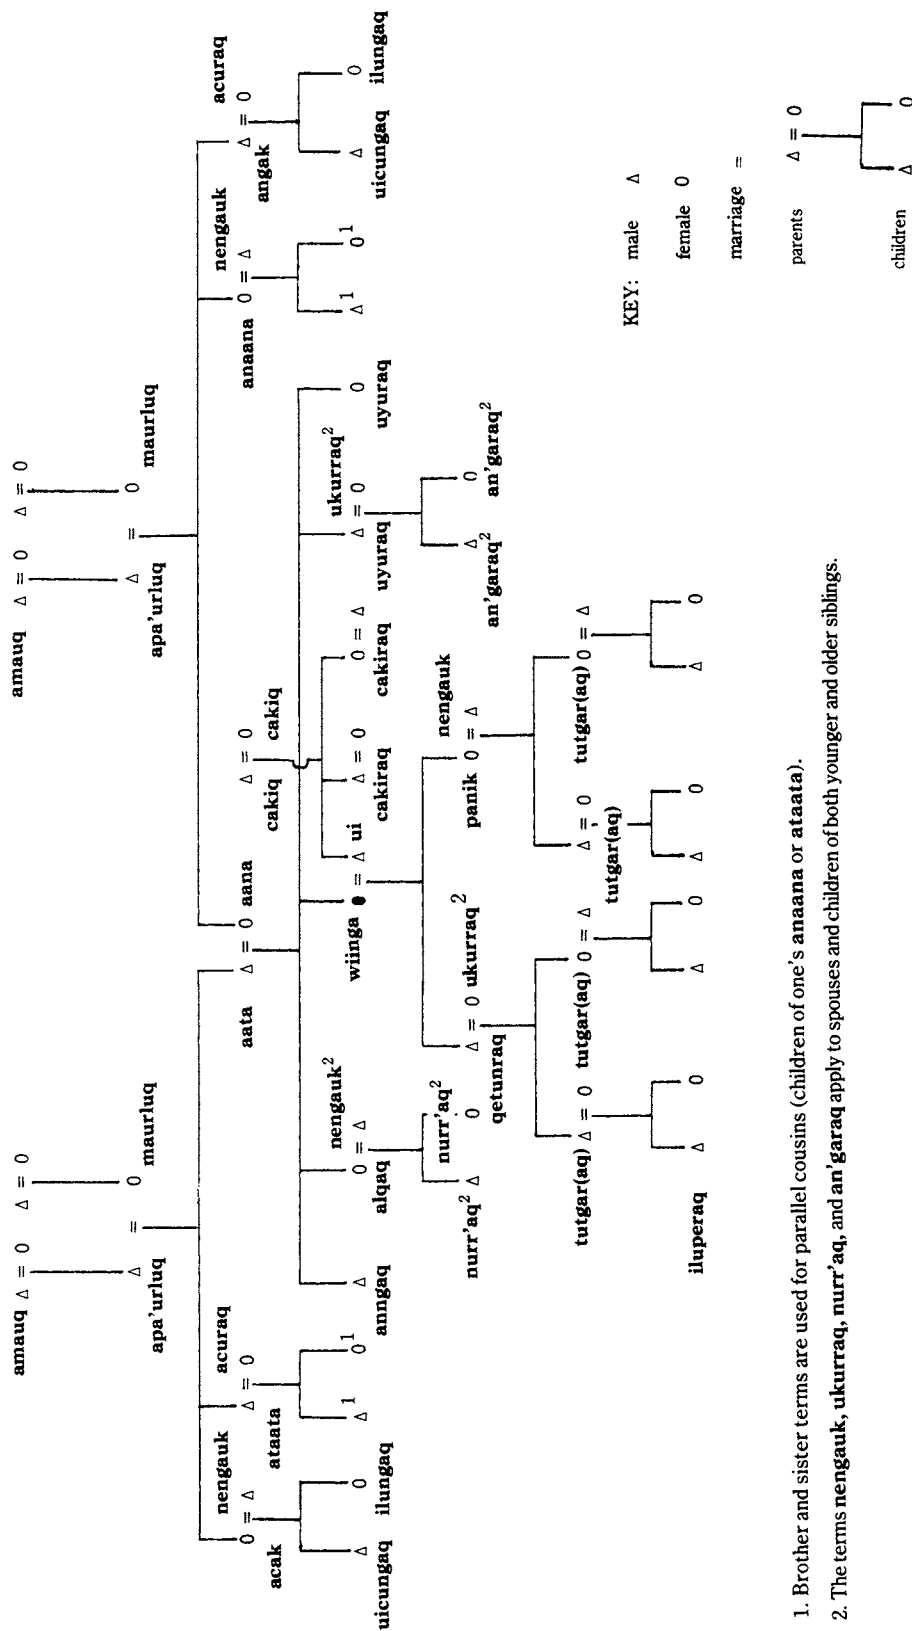 amauq Δ = O Δ = O amauq Δ = O Δ = O
apa'urluq Δ = O maurluq apa'urluq Δ = O maurluq
nengauk acuraq nengauk acuraq
O = Δ Δ = O Δ = O Δ = O O = Δ Δ = O
acak ataata aata aana cakiq cakiq anaana angak
nengauk² ukurraq²
Δ O Δ¹ O¹ Δ O = Δ wiinga = Δ ui Δ = O O = Δ Δ = O O Δ¹ O¹ Δ O
uicungaq ilungaq anngaq alqaq cakiraq cakiraq uyuraq uyuraq uicungaq ilungaq
nurr'aq² nurr'aq² Δ = O ukurraq² panik O = Δ nengauk Δ O
qetunraq an'garaq² an'garaq²
tutgar(aq) Δ = O tutgar(aq) O = Δ Δ = O tutgar(aq) O = Δ
tutgar(aq)
Δ O Δ O Δ O Δ O
iluperaq
KEY: male Δ
female O
marriage =
parents Δ = O
children Δ O
1. Brother and sister terms are used for parallel cousins (children of one's anaana or ataata).
2. The terms nengauk, ukurraq, nurr'aq, and an'garaq apply to spouses and children of both younger and older siblings.